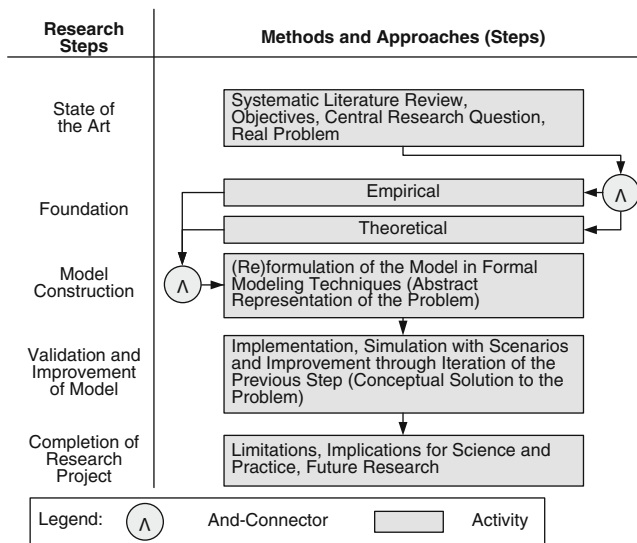 Research
Steps
Methods and Approaches (Steps)
State of
the Art
Systematic Literature Review,
Objectives, Central Research Question,
Real Problem
Λ
Foundation
Empirical
Theoretical
Model
Construction
Λ
(Re)formulation of the Model in Formal
Modeling Techniques (Abstract
Representation of the Problem)
Validation and
Improvement
of Model
Implementation, Simulation with Scenarios
and Improvement through Iteration of the
Previous Step (Conceptual Solution to the
Problem)
Completion of
Research
Project
Limitations, Implications for Science and
Practice, Future Research
Legend: Λ And-Connector Activity